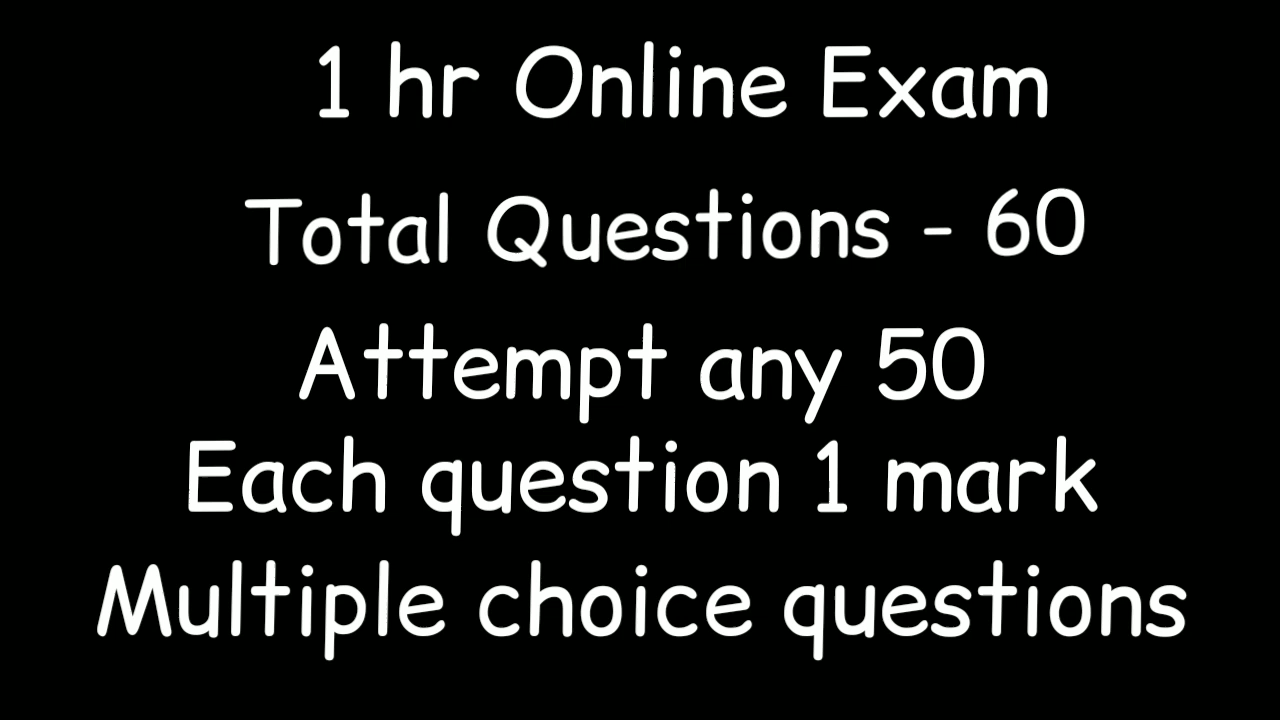 1 hr Online Exam
Total Questions - 60
Attempt any 50
Each question 1 mark
Multiple choice questions